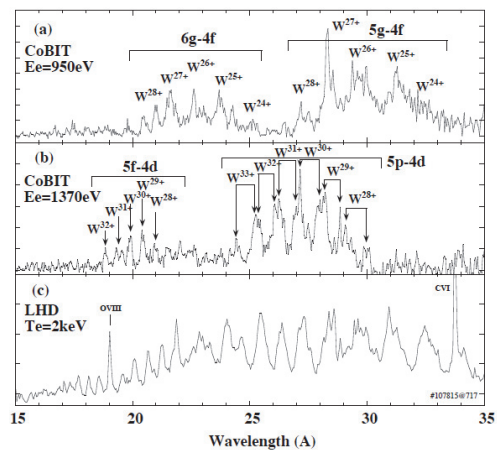 (a)
CoBIT
Ee=950eV
6g-4f
5g-4f
W28+
W27+
W26+
W25+
W24+
W28+
W27+
W26+
W25+
W24+
(b)
CoBIT
Ee=1370eV
5f-4d
5p-4d
W32+
W31+
W30+
W29+
W28+
W33+
W32+
W31+
W30+
W29+
W28+
(c)
LHD
Te=2keV
OVIII
CVI
#107815@717
15 20 25 30 35
Wavelength (A)